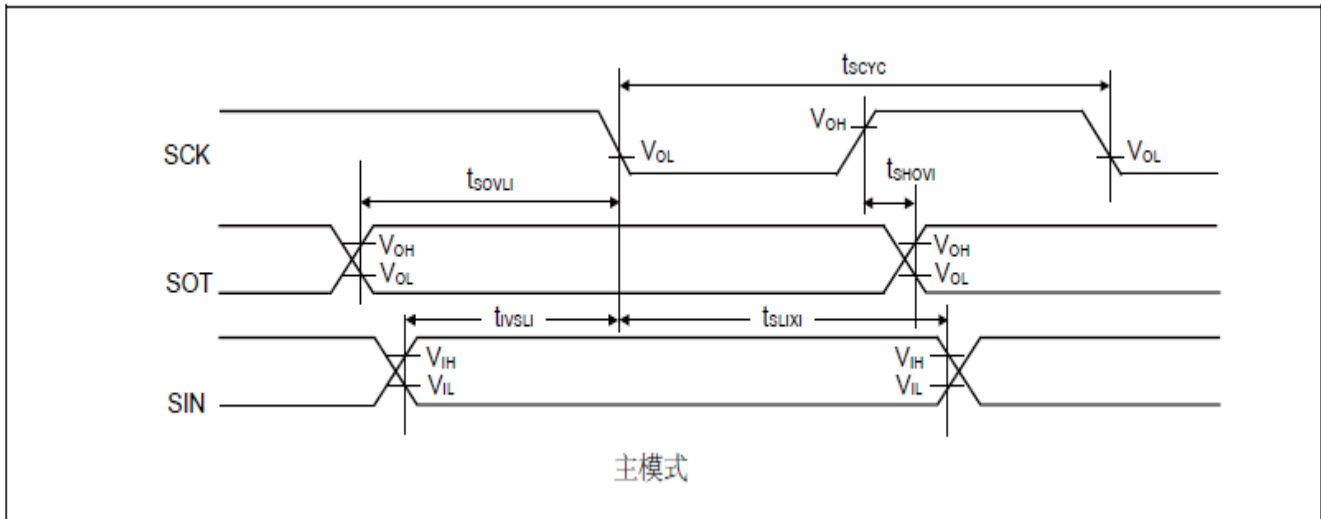 tSCYC
VOH
SCK
VOL
VOL
tSOVLI
tSHOVI
VOH
VOH
SOT
VOL
VOL
tIVSLI
tSLIXI
VIH
VIH
VIL
VIL
SIN
主模式